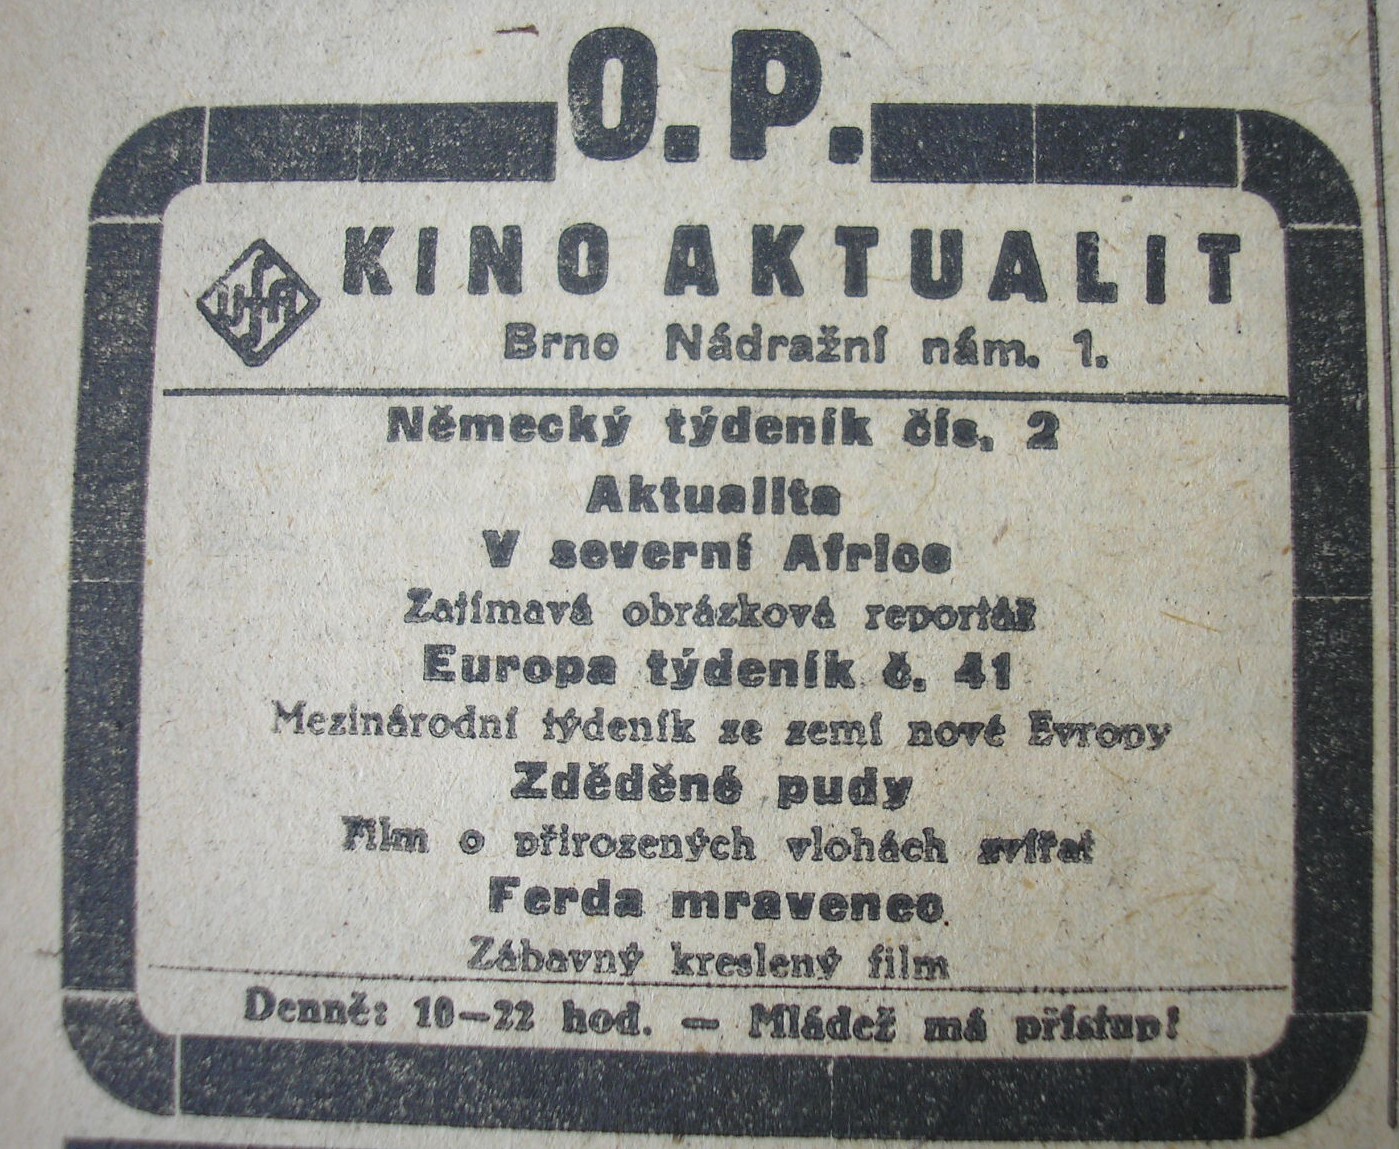 O.P.
Ufa
KINO AKTUALIT
Brno Nádražní nám. 1.
Německý týdeník čís. 2
Aktualita
V severní Africe
Zajímavá obrázková reportáž
Europa týdeník č. 41
Mezinárodní týdeník ze zemí nové Evropy
Zděděné pudy
Film o přirozených vlohách zvířat
Ferda mravenec
Zábavný kreslený film
Denně: 10—22 hod. — Mládež má přístup!